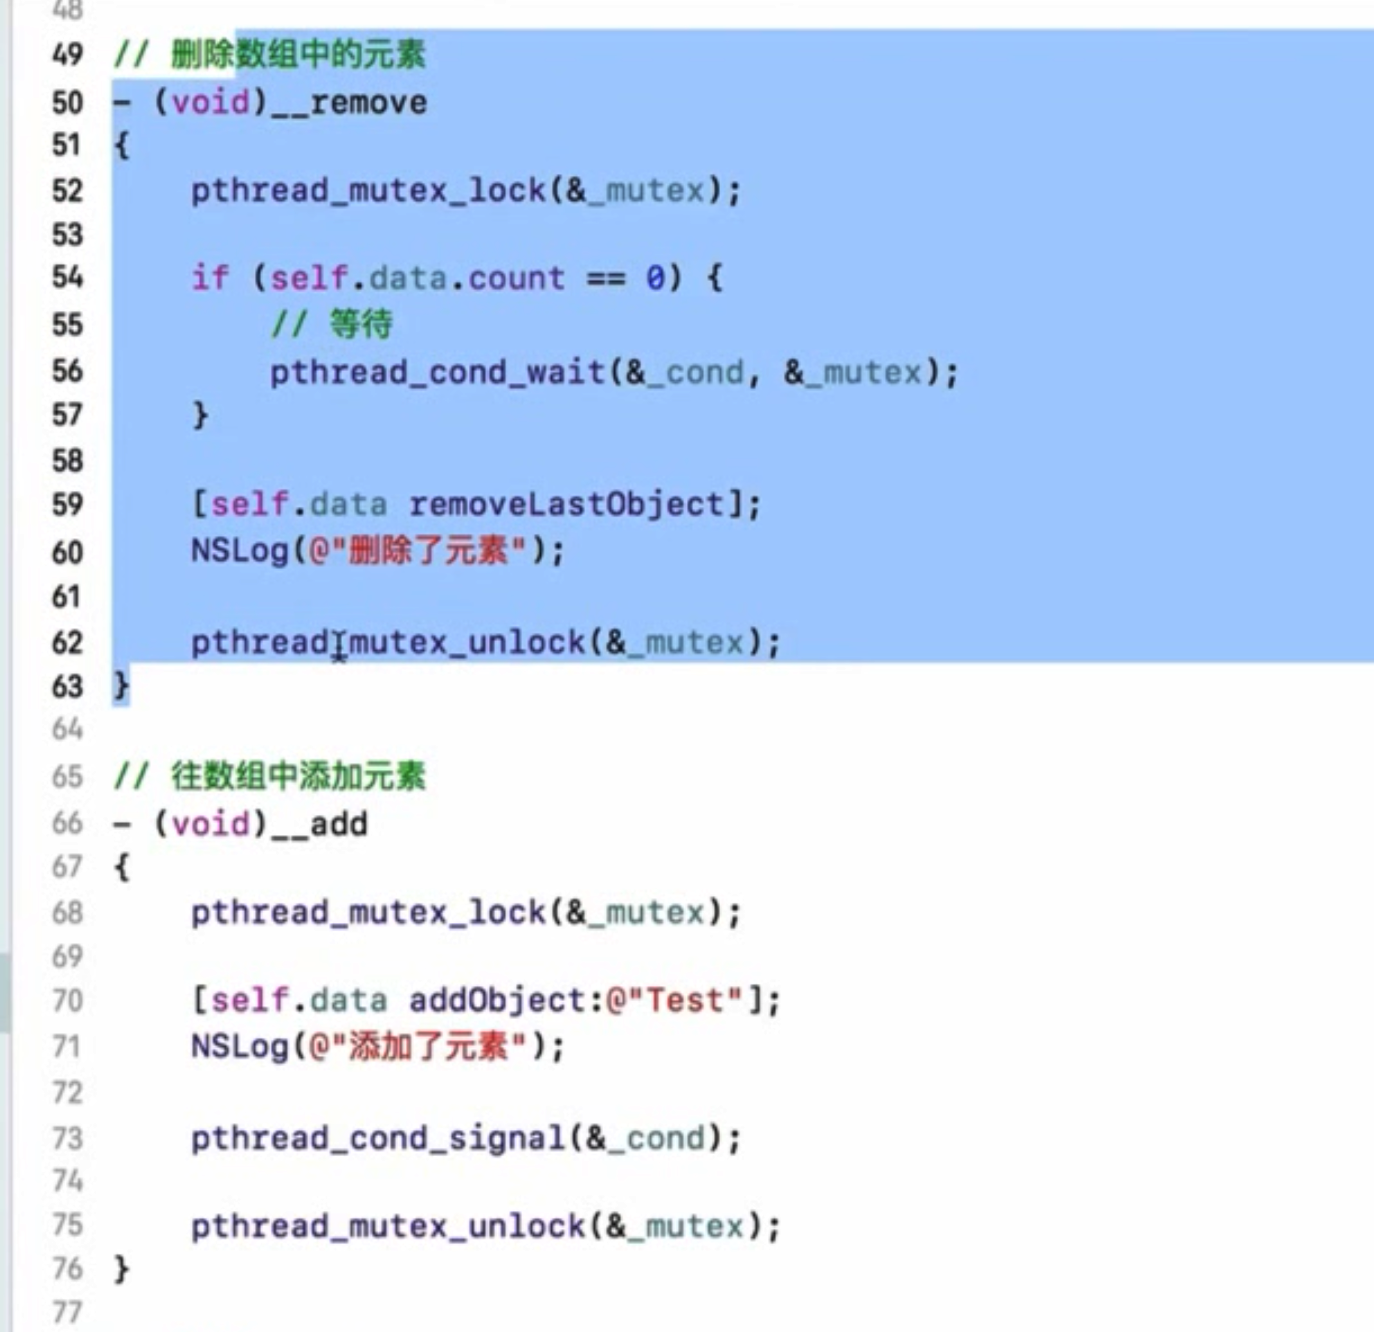 48
49 // 删除数组中的元素
50 - (void)__remove
51 {
52 pthread_mutex_lock(&_mutex);
53
54 if (self.data.count == 0) {
55 // 等待
56 pthread_cond_wait(&_cond, &_mutex);
57 }
58
59 [self.data removeLastObject];
60 NSLog(@"删除了元素");
61
62 pthread_mutex_unlock(&_mutex);
63 }
64
65 // 往数组中添加元素
66 - (void)__add
67 {
68 pthread_mutex_lock(&_mutex);
69
70 [self.data addObject:@"Test"];
71 NSLog(@"添加了元素");
72
73 pthread_cond_signal(&_cond);
74
75 pthread_mutex_unlock(&_mutex);
76 }
77